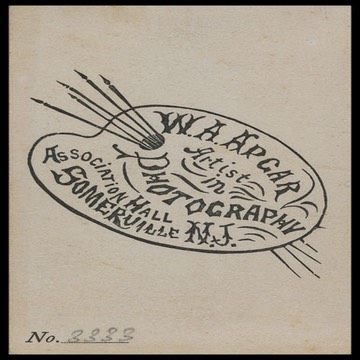 W. A. APGAR
Artist
in
PHOTOGRAPHY
ASSOCIATION HALL
SOMERVILLE N.J.
No. 3333